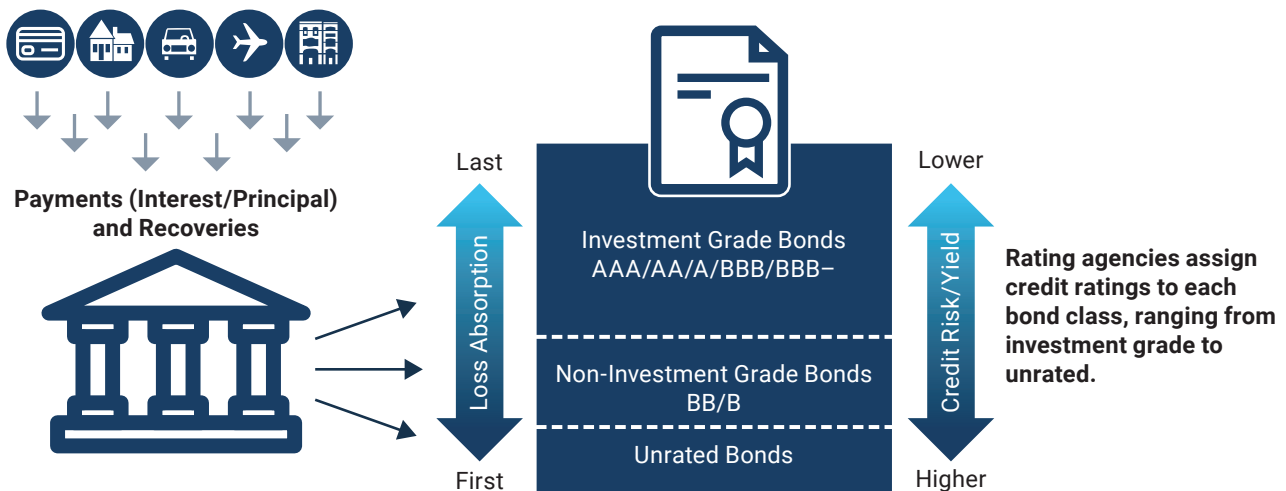 Payments (Interest/Principal)
and Recoveries
Last
Loss Absorption
First
Investment Grade Bonds
AAA/AA/A/BBB/BBB–
Non-Investment Grade Bonds
BB/B
Unrated Bonds
Lower
Credit Risk/Yield
Higher
Rating agencies assign
credit ratings to each
bond class, ranging from
investment grade to
unrated.